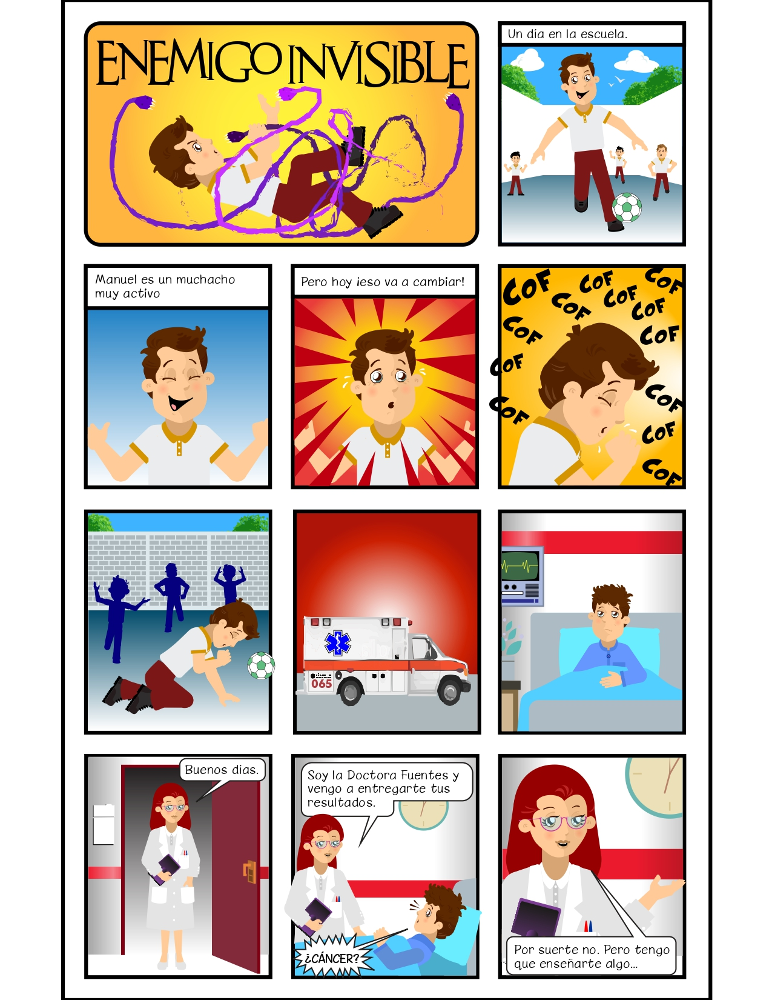 ENEMIGO INVISIBLE
Un día en la escuela.
Manuel es un muchacho
muy activo
Pero hoy ¡eso va a cambiar!
COF
COF
COF
COF
COF
COF
COF
COF
COF
COF
COF
COF
COF
065
Buenos días.
Soy la Doctora Fuentes y
vengo a entregarte tus
resultados.
¿CÁNCER?
Por suerte no. Pero tengo
que enseñarte algo...